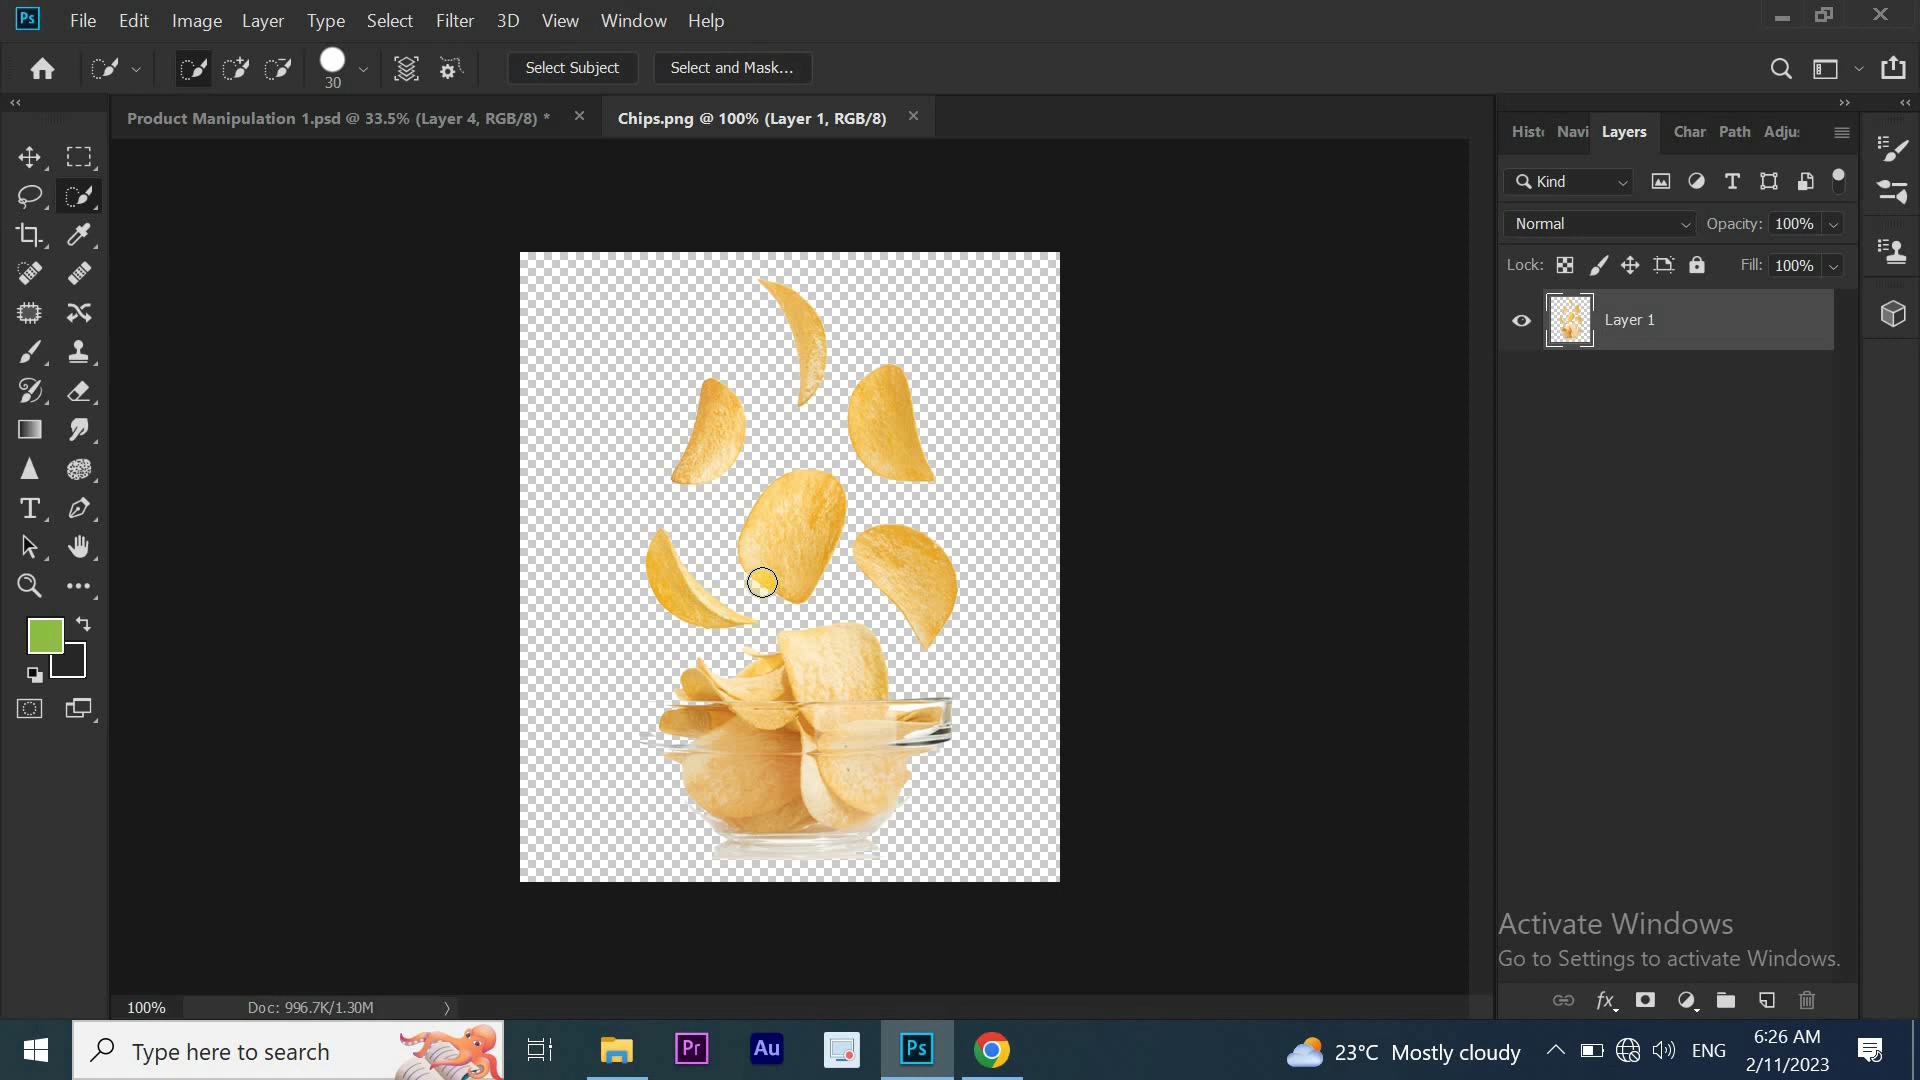 Ps File Edit Image Layer Type Select Filter 3D View Window Help
30 Select Subject Select and Mask...
Product Manipulation 1.psd @ 33.5% (Layer 4, RGB/8) * Chips.png @ 100% (Layer 1, RGB/8)
Histo Navi Layers Char Path Adjus
Kind
Normal Opacity: 100%
Lock: Fill: 100%
Layer 1
Activate Windows
Go to Settings to activate Windows.
100% Doc: 996.7K/1.30M
Type here to search Pr Au Ps 23°C Mostly cloudy ENG 6:26 AM
2/11/2023